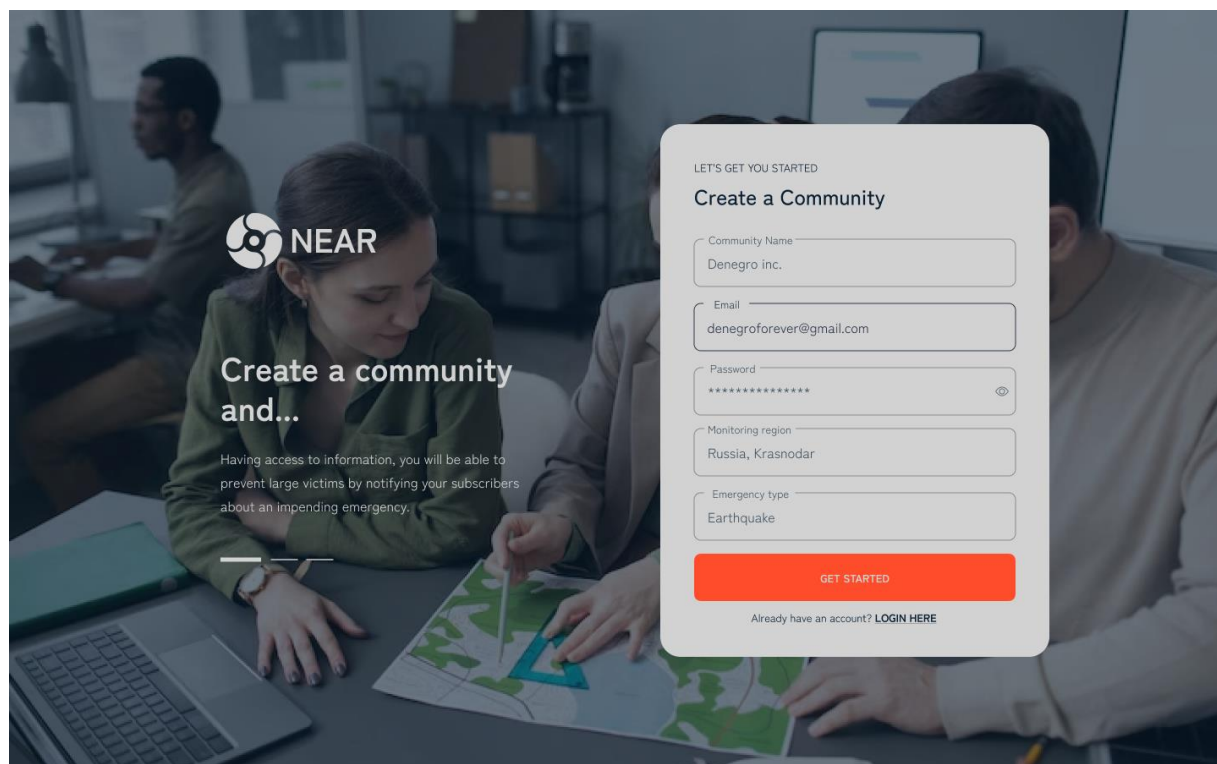 NEAR
Create a community
and...
Having access to information, you will be able to
prevent large victims by notifying your subscribers
about an impending emergency.
LET'S GET YOU STARTED
Create a Community
Community Name
Denegro inc.
Email
denegroforever@gmail.com
Password
***************
Monitoring region
Russia, Krasnodar
Emergency type
Earthquake
GET STARTED
Already have an account? LOGIN HERE